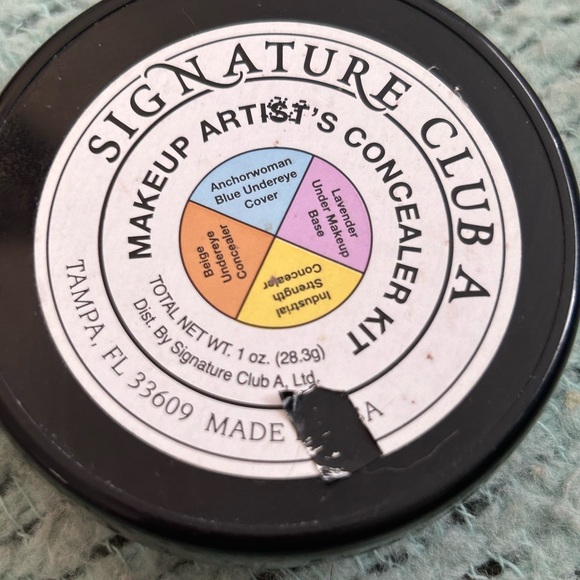 SIGNATURE CLUB A
MAKEUP ARTIST'S CONCEALER KIT
Anchorwoman
Blue Undereye
Cover
Lavender
Under Makeup
Base
Industrial
Strength
Concealer
Beige
Undereye
Concealer
TOTAL NET WT. 1 oz. (28.3g)
Dist. By Signature Club A, Ltd.
TAMPA, FL 33609 MADE